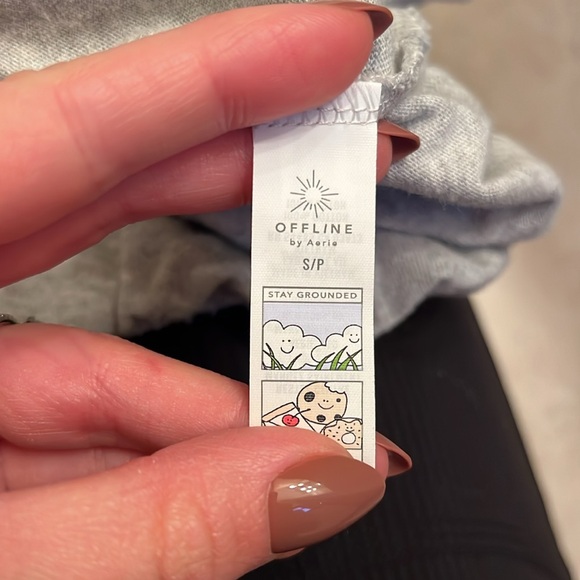 OFFLINE
by Aerie
S/P
STAY GROUNDED